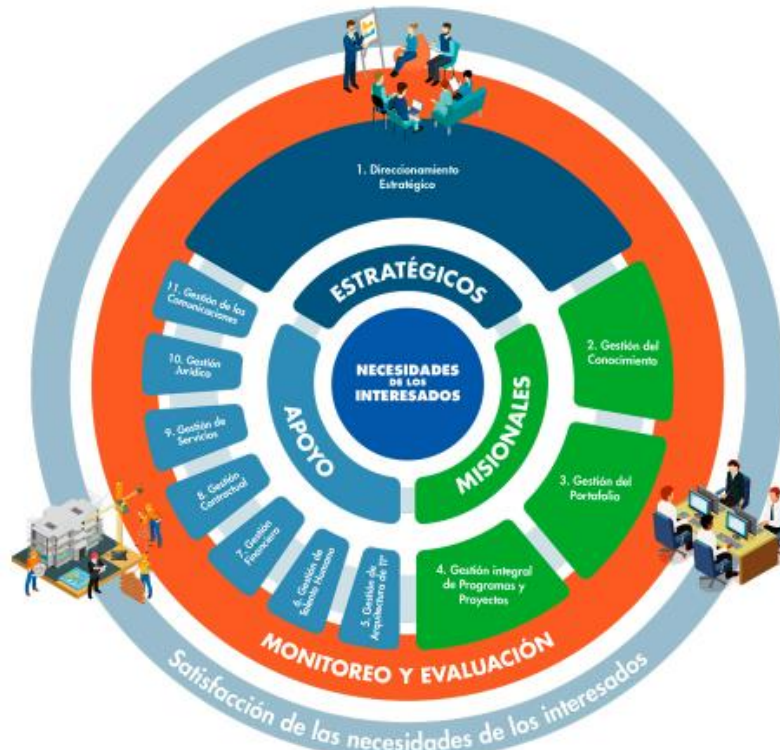 1. Direccionamiento
Estratégico
ESTRATÉGICOS
NECESIDADES
DE LOS
INTERESADOS
MISIONALES
APOYO
2. Gestión del
Conocimiento
3. Gestión del
Portafolio
4. Gestión integral
de Programas y
Proyectos
5. Gestión de
Arquitectura de TI*
6. Gestión de
Talento Humano
7. Gestión
Financiera
8. Gestión
Contractual
9. Gestión de
Servicios
10. Gestión
Jurídica
11. Gestión de las
Comunicaciones
MONITOREO Y EVALUACIÓN
Satisfacción de las necesidades de los interesados